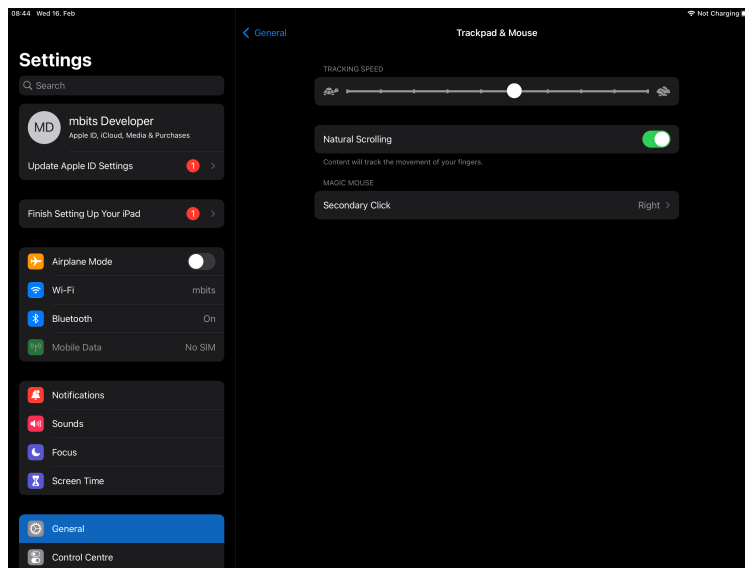 08:44 Wed 16. Feb
Not Charging
Settings
Search
MD
mbits Developer
Apple ID, iCloud, Media & Purchases
Update Apple ID Settings 1
Finish Setting Up Your iPad 1
Airplane Mode
Wi-Fi mbits
Bluetooth On
Mobile Data No SIM
Notifications
Sounds
Focus
Screen Time
General
Control Centre
General
Trackpad & Mouse
TRACKING SPEED
Natural Scrolling
Content will track the movement of your fingers.
MAGIC MOUSE
Secondary Click Right